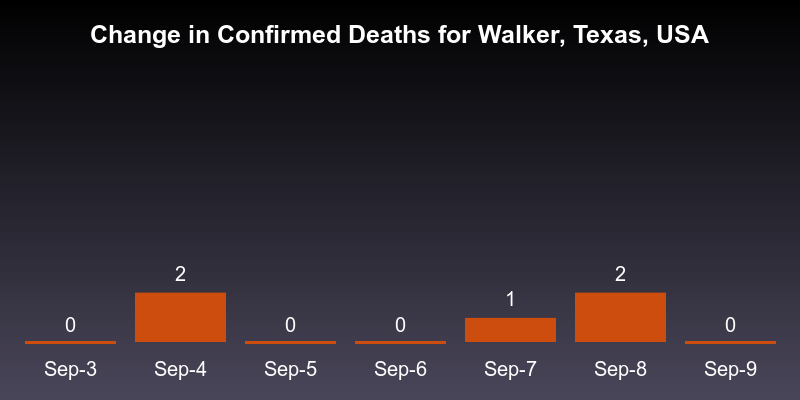 Change in Confirmed Deaths for Walker, Texas, USA
0 2 0 0 1 2 0
Sep-3 Sep-4 Sep-5 Sep-6 Sep-7 Sep-8 Sep-9